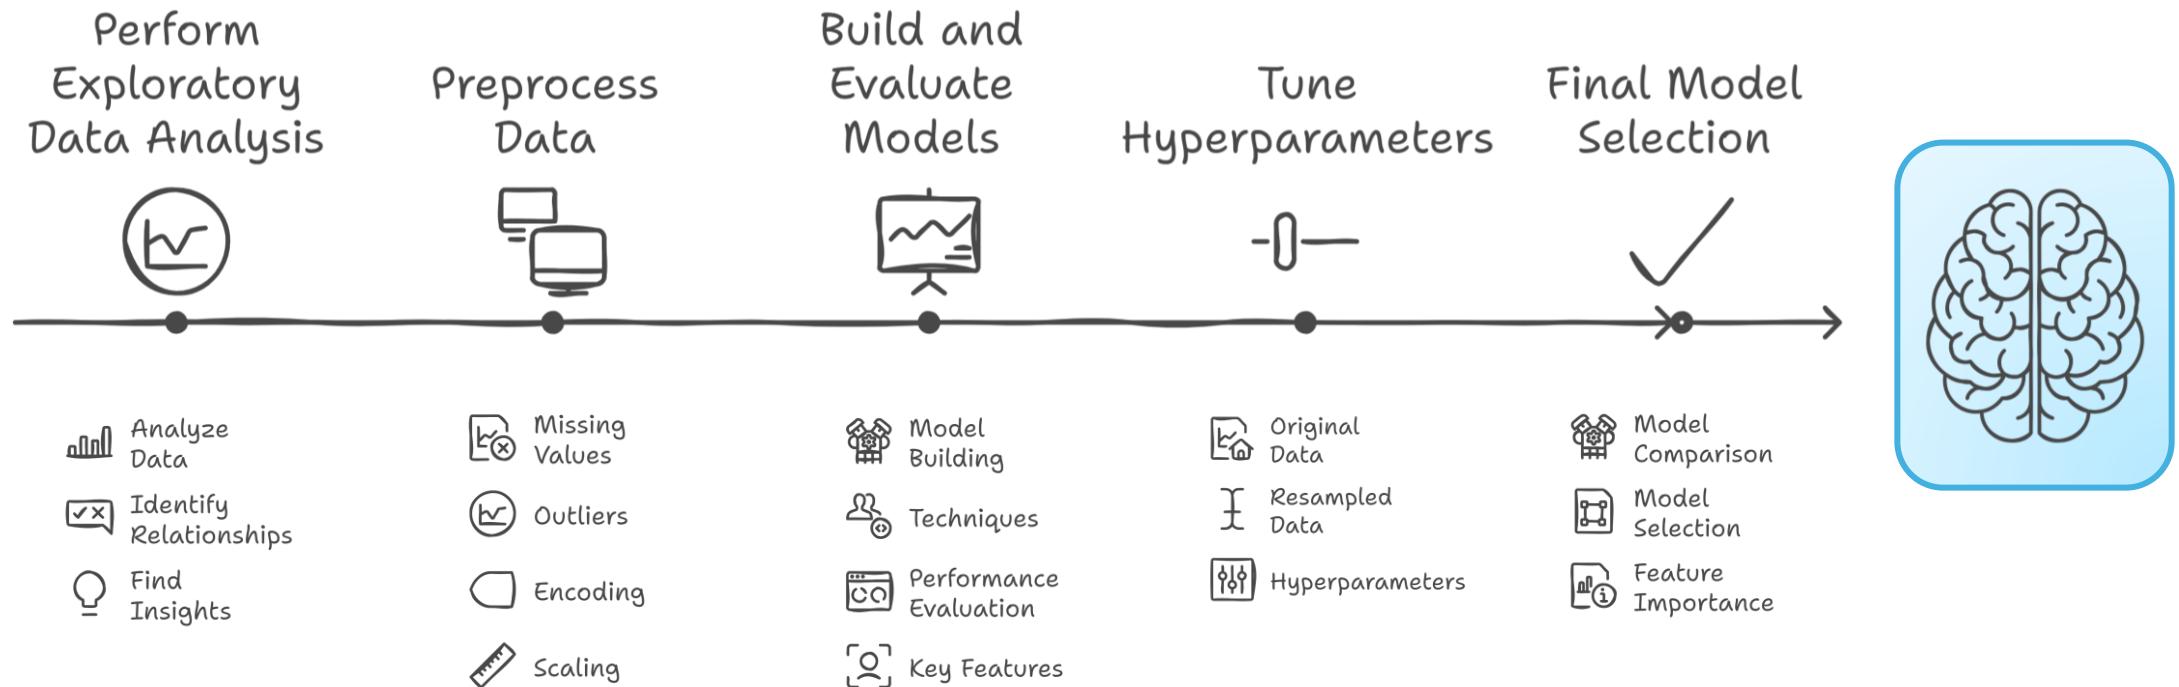 Perform
Exploratory
Data Analysis
Preprocess
Data
Build and
Evaluate
Models
Tune
Hyperparameters
Final Model
Selection
Analyze
Data
Identify
Relationships
Find
Insights
Missing
Values
Outliers
Encoding
Scaling
Model
Building
Techniques
Performance
Evaluation
Key Features
Original
Data
Resampled
Data
Hyperparameters
Model
Comparison
Model
Selection
Feature
Importance